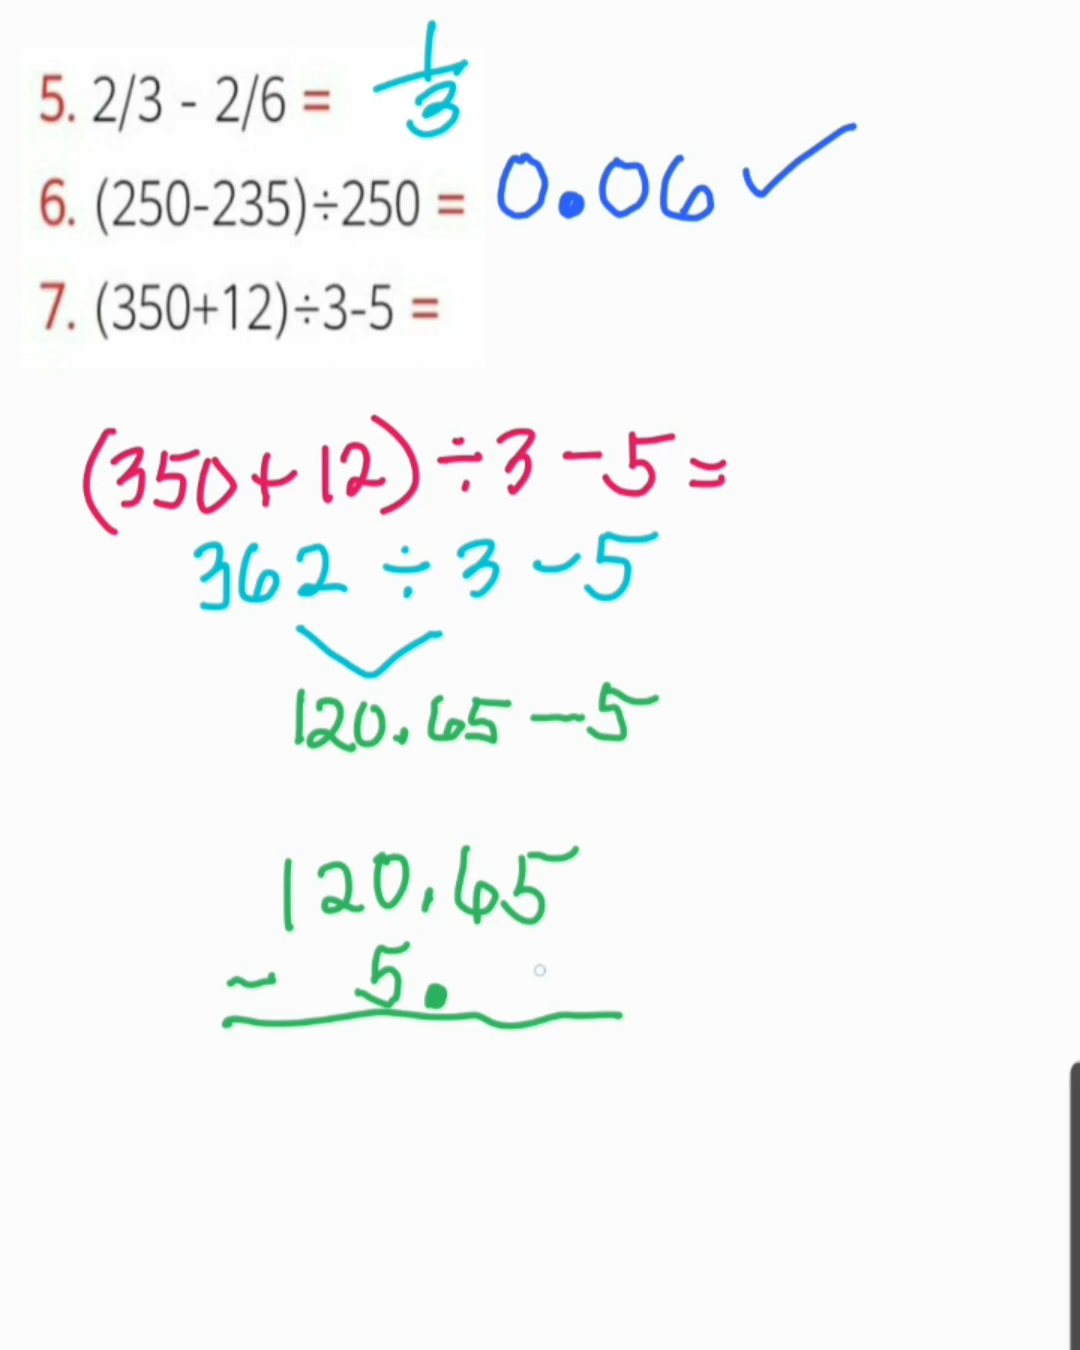 5. 2/3 - 2/6 = 1/3
6. (250-235)÷250 = 0.06 ✓
7. (350+12)÷3-5 =
(350+12)÷3-5=
362÷3-5
120.65-5
120.65
- 5.